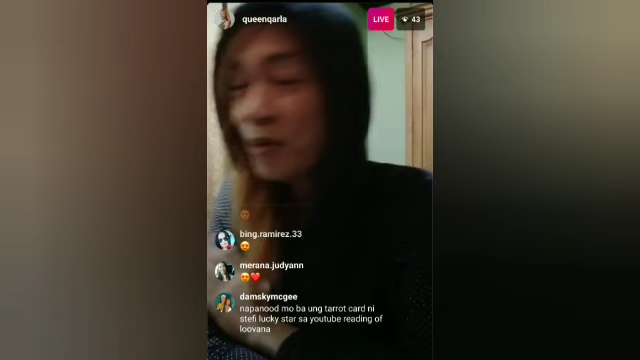 queenqarla
LIVE
43
bing.ramirez.33
😍
merana.judyann
😍❤️
damskymcgee
napanood mo ba ung tarrot card ni
stefi lucky star sa youtube reading of
loovana